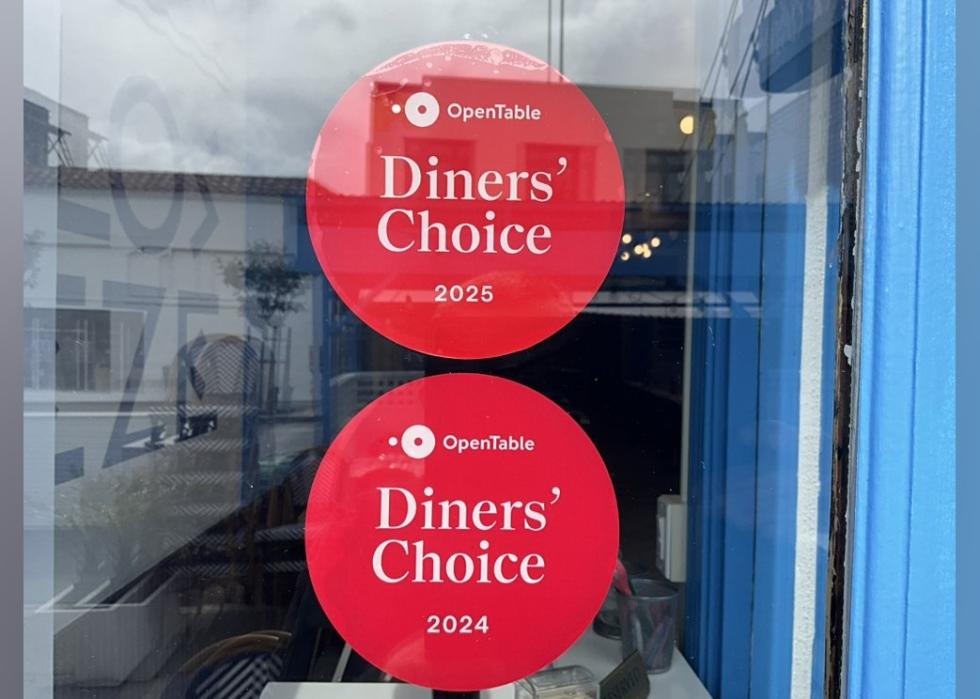 OpenTable
Diners’
Choice
2025
OpenTable
Diners’
Choice
2024